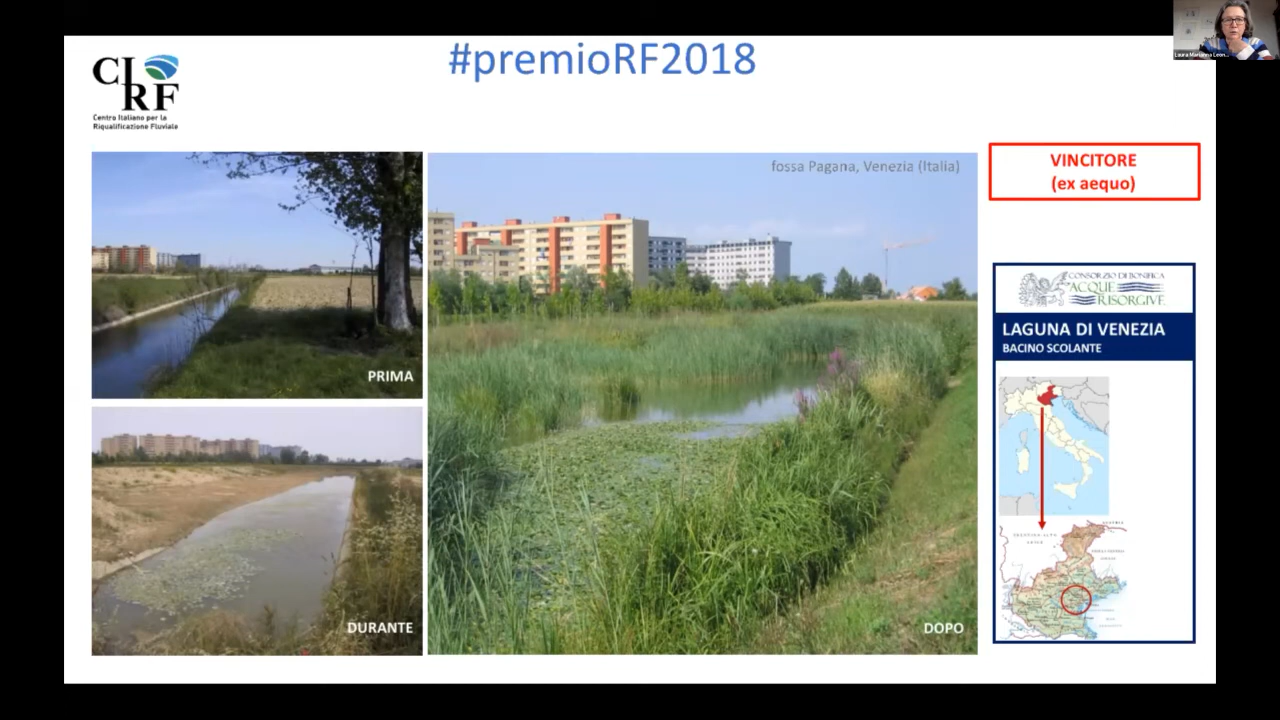 #premioRF2018
CIRF
Centro Italiano per la
Riqualificazione Fluviale
PRIMA
DURANTE
fossa Pagana, Venezia (Italia)
DOPO
VINCITORE
(ex aequo)
CONSORZIO DI BONIFICA
ACQUE
RISORGIVE
LAGUNA DI VENEZIA
BACINO SCOLANTE